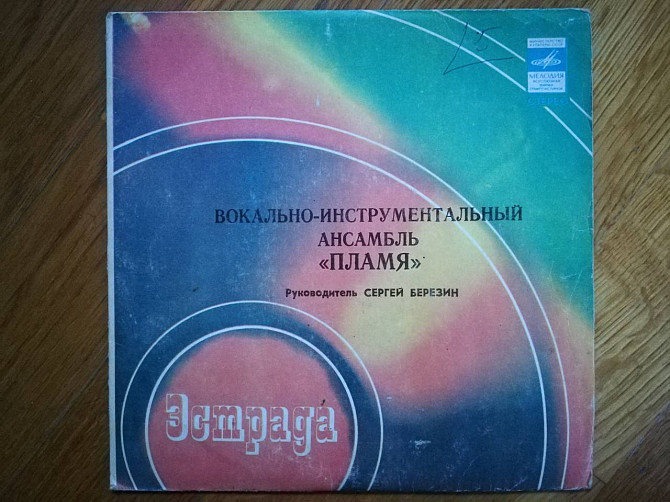 МЕЛОДИЯ
ВОКАЛЬНО-ИНСТРУМЕНТАЛЬНЫЙ
АНСАМБЛЬ
«ПЛАМЯ»
Руководитель СЕРГЕЙ БЕРЕЗИН
Эстрада